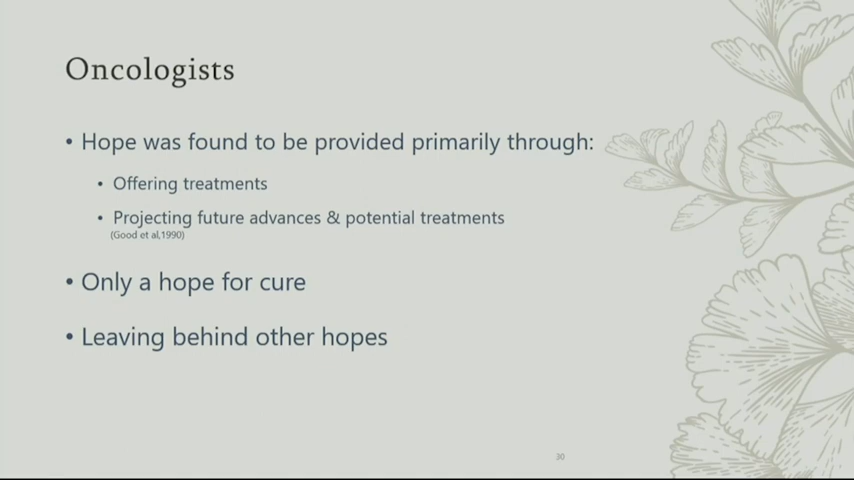 Oncologists
• Hope was found to be provided primarily through:
• Offering treatments
• Projecting future advances & potential treatments
(Good et al,1990)
• Only a hope for cure
• Leaving behind other hopes
30